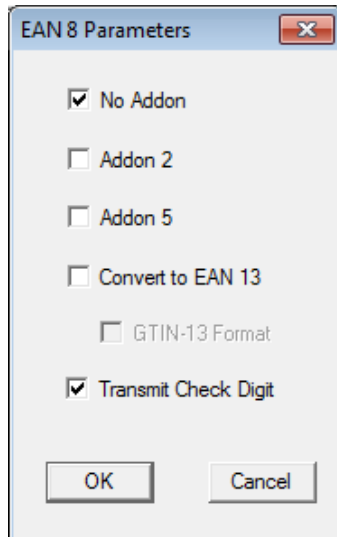 EAN 8 Parameters
No Addon
Addon 2
Addon 5
Convert to EAN 13
GTIN-13 Format
Transmit Check Digit
OK Cancel